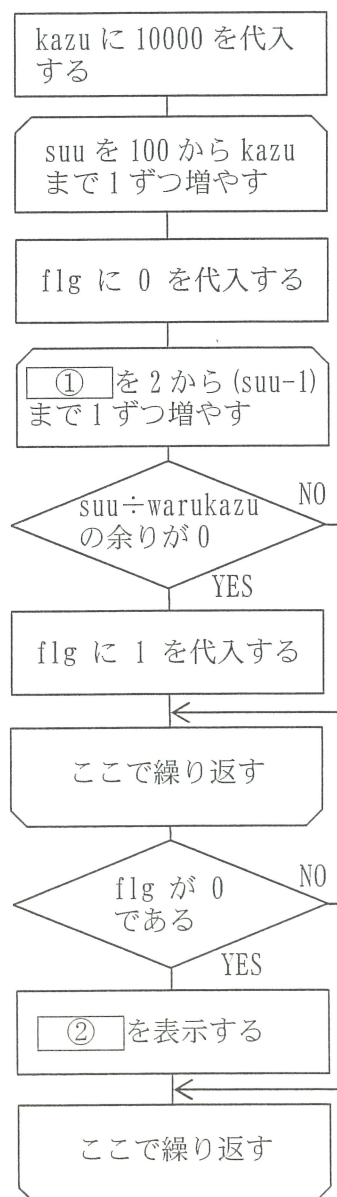 kazu に 10000 を代入
する
suu を 100 から kazu
まで 1 ずつ増やす
flg に 0 を代入する
① を 2 から (suu-1)
まで 1 ずつ増やす
suu÷warukazu
の余りが 0
NO
YES
flg に 1 を代入する
ここで繰り返す
flg が 0
である
NO
YES
② を表示する
ここで繰り返す